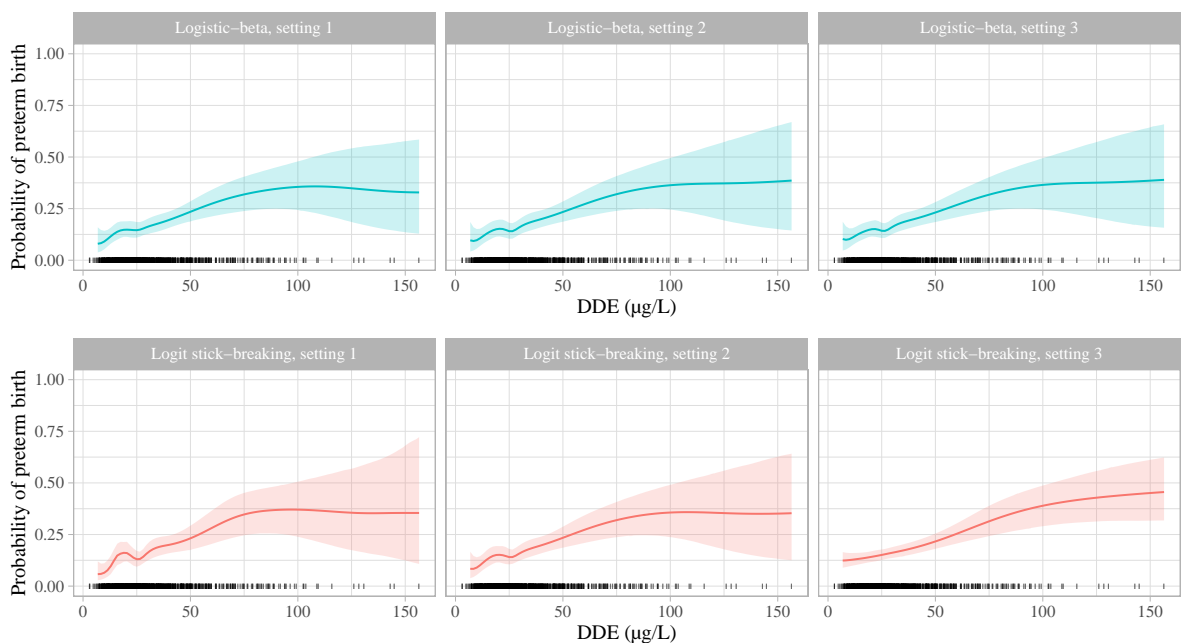 Logistic−beta, setting 1
Logistic−beta, setting 2
Logistic−beta, setting 3
Probability of preterm birth
1.00
0.75
0.50
0.25
0.00
0 50 100 150
0 50 100 150
0 50 100 150
DDE (µg/L)
Logit stick−breaking, setting 1
Logit stick−breaking, setting 2
Logit stick−breaking, setting 3
Probability of preterm birth
1.00
0.75
0.50
0.25
0.00
0 50 100 150
0 50 100 150
0 50 100 150
DDE (µg/L)